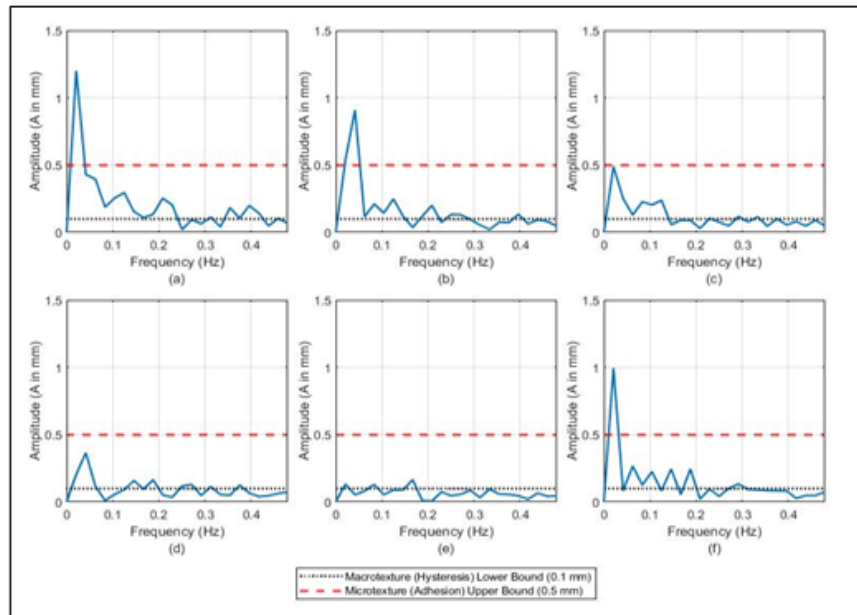 1.5
1
0.5
0
Amplitude (A in mm)
0 0.1 0.2 0.3 0.4
Frequency (Hz)
(a)
1.5
1
0.5
0
Amplitude (A in mm)
0 0.1 0.2 0.3 0.4
Frequency (Hz)
(b)
1.5
1
0.5
0
Amplitude (A in mm)
0 0.1 0.2 0.3 0.4
Frequency (Hz)
(c)
1.5
1
0.5
0
Amplitude (A in mm)
0 0.1 0.2 0.3 0.4
Frequency (Hz)
(d)
1.5
1
0.5
0
Amplitude (A in mm)
0 0.1 0.2 0.3 0.4
Frequency (Hz)
(e)
1.5
1
0.5
0
Amplitude (A in mm)
0 0.1 0.2 0.3 0.4
Frequency (Hz)
(f)
Macrotexture (Hysteresis) Lower Bound (0.1 mm)
Microtexture (Adhesion) Upper Bound (0.5 mm)